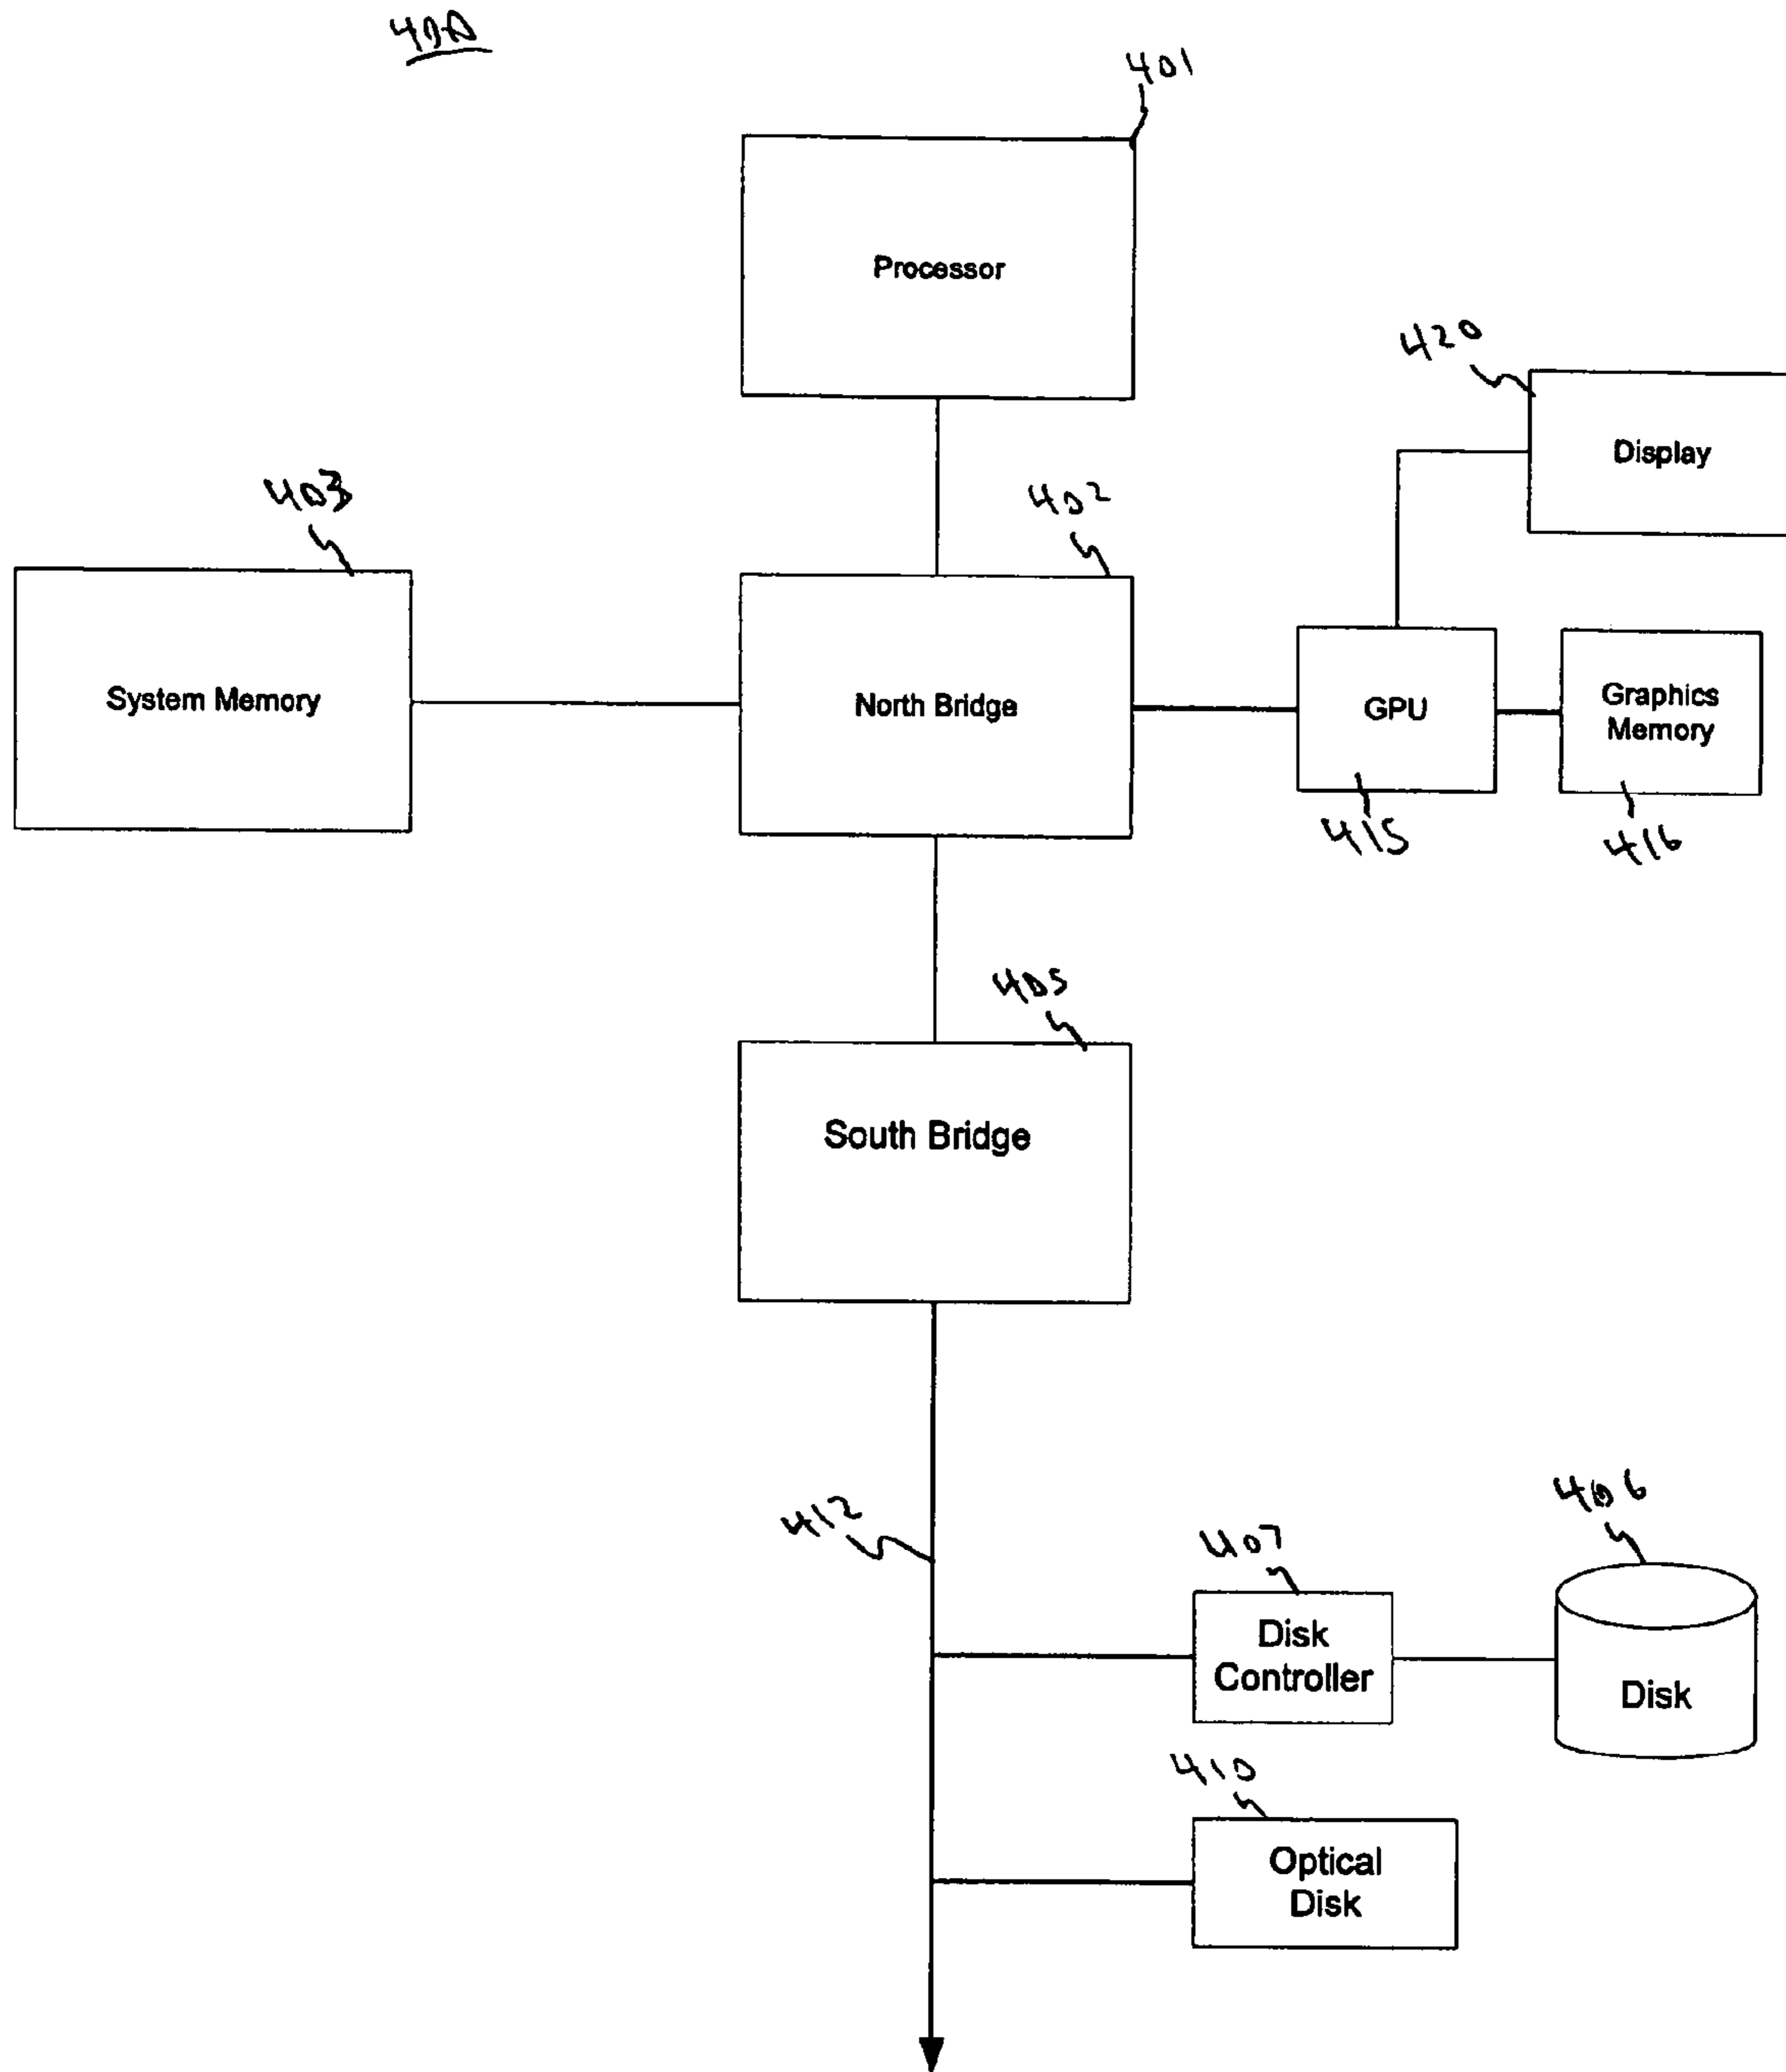 400
401
Processor
420
Display
403
402
System Memory
North Bridge
GPU
Graphics
Memory
415
416
405
South Bridge
412
407
406
Disk
Controller
Disk
410
Optical
Disk